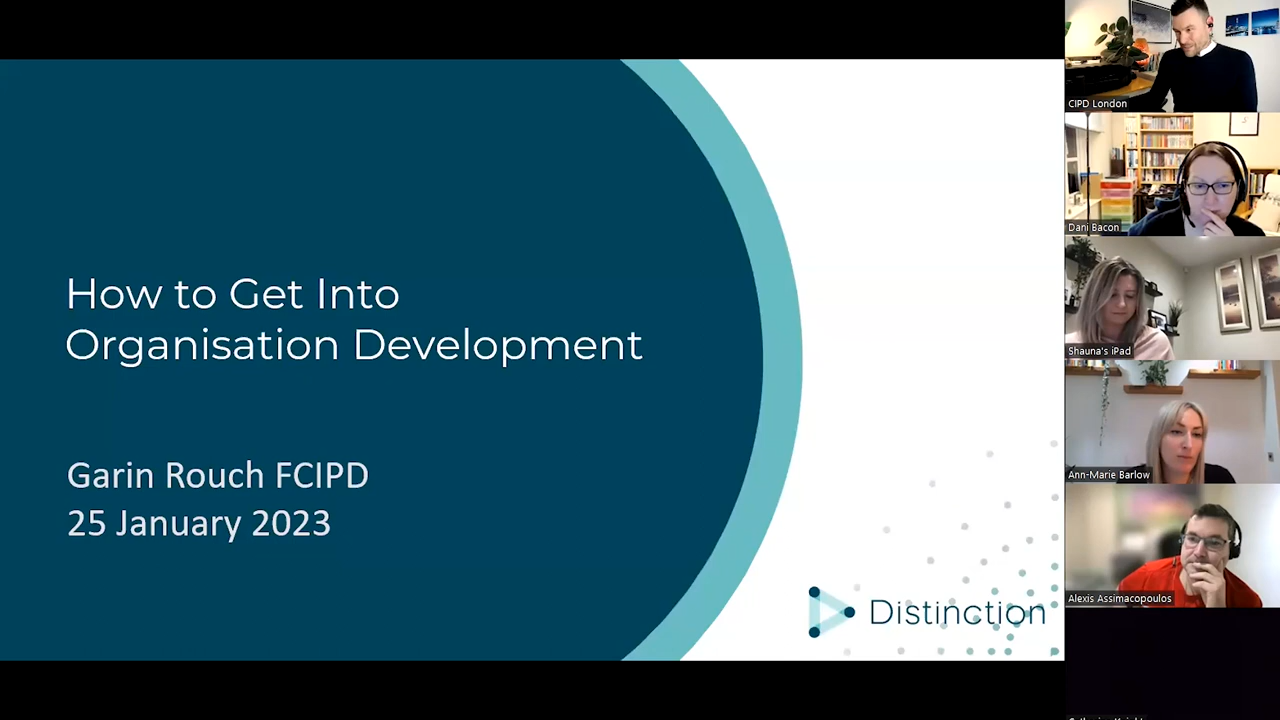 How to Get Into
Organisation Development
Garin Rouch FCIPD
25 January 2023
Distinction
CIPD London
Dani Bacon
Shauna's iPad
Ann-Marie Barlow
Alexis Assimacopoulos